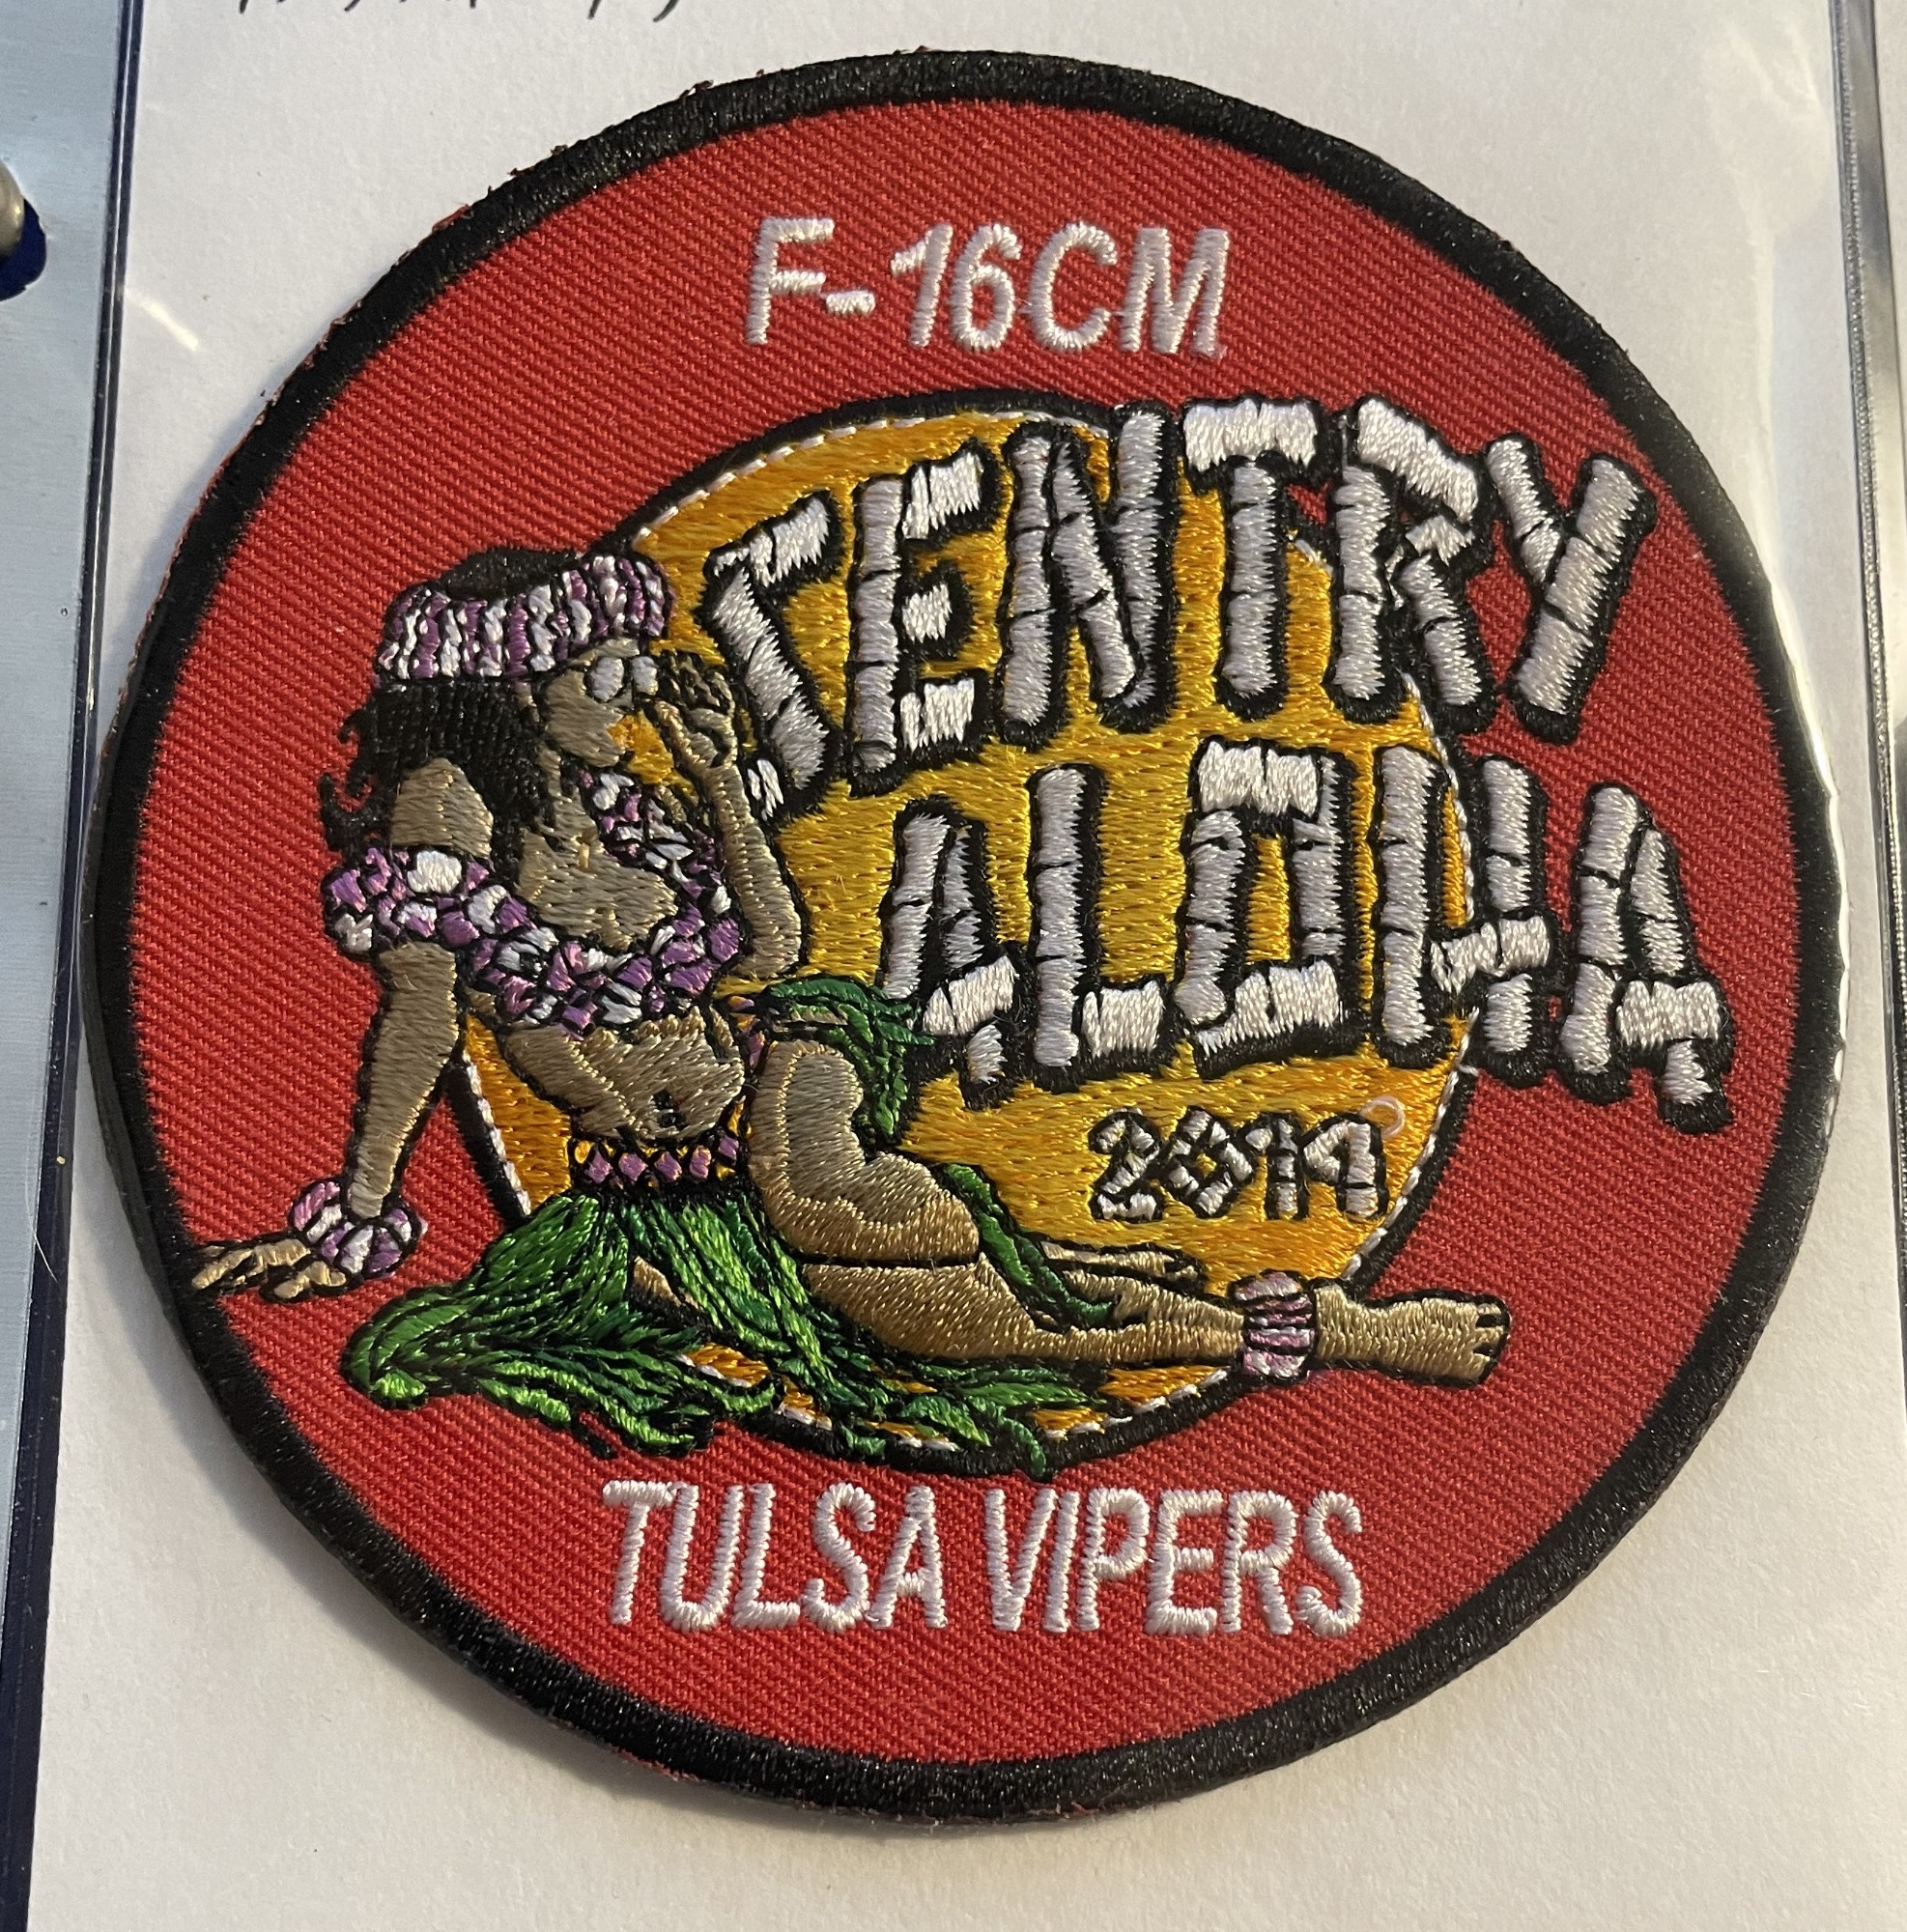 F-16CM
SENTRY
ALOHA
2014
TULSA VIPERS